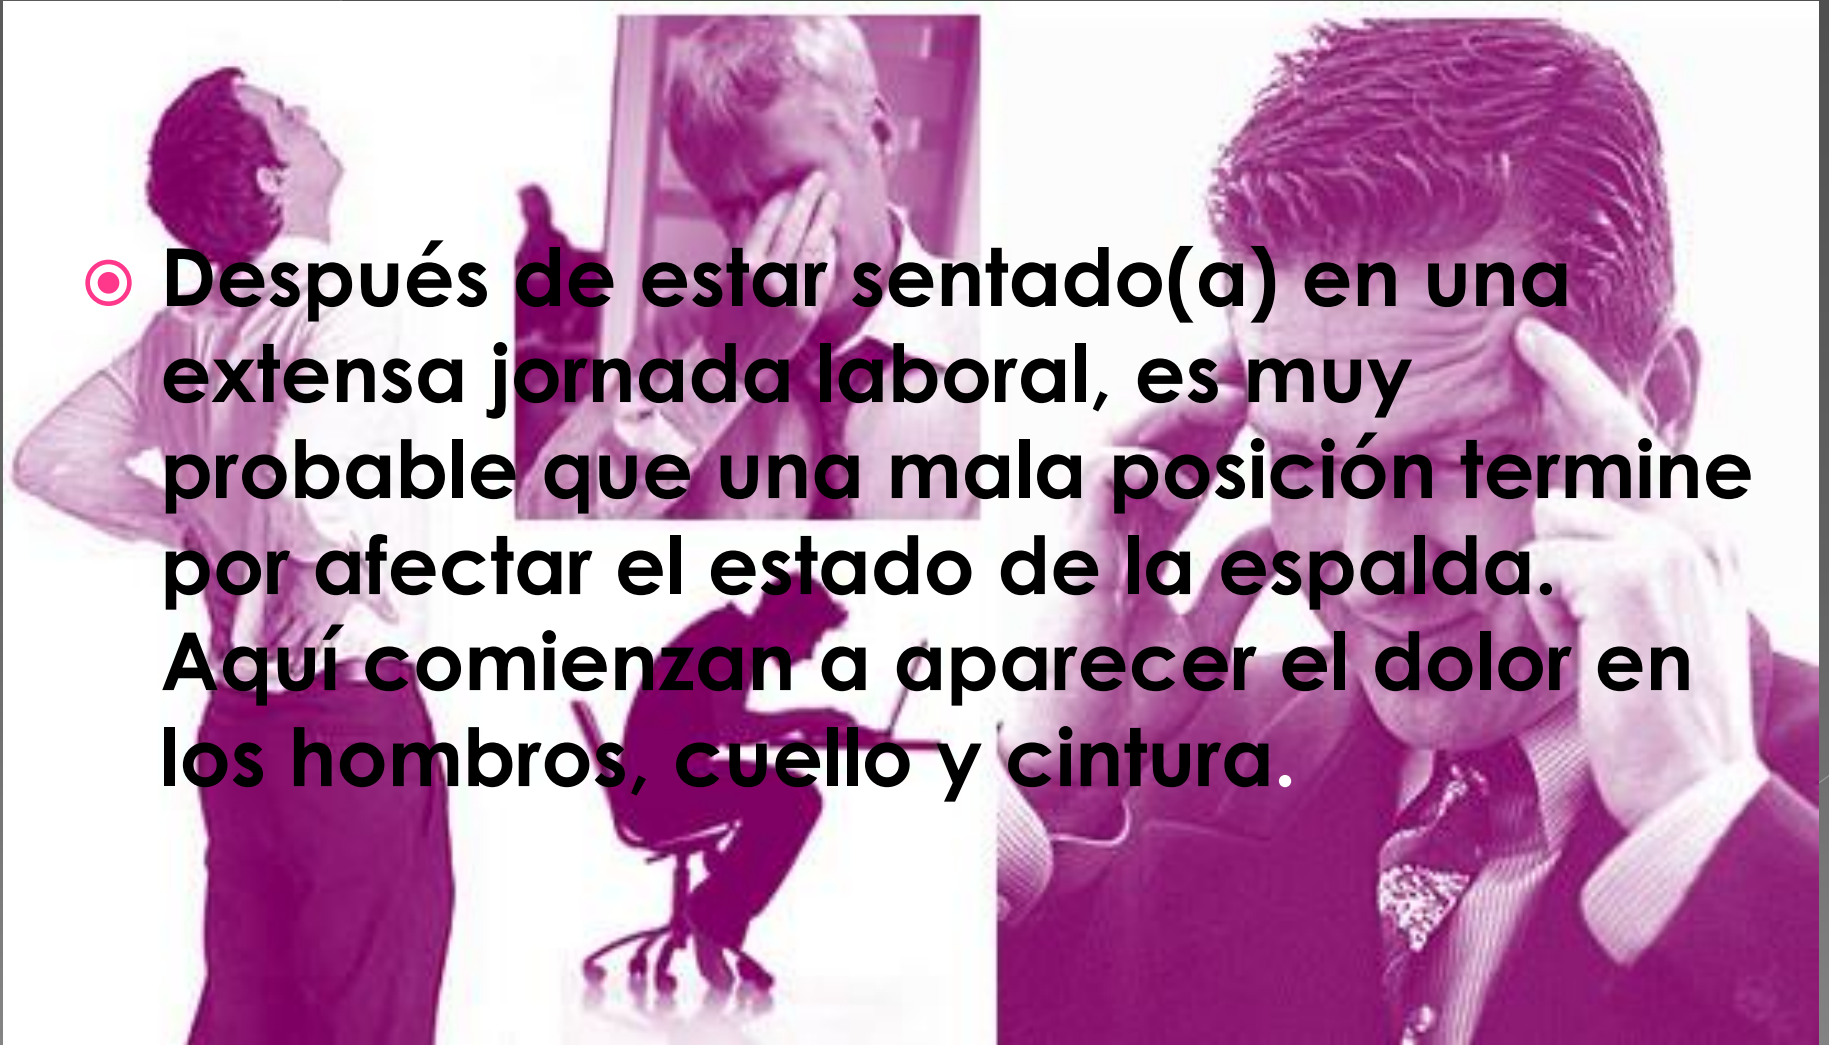 Después de estar sentado(a) en una
extensa jornada laboral, es muy
probable que una mala posición termine
por afectar el estado de la espalda.
Aquí comienzan a aparecer el dolor en
los hombros, cuello y cintura.